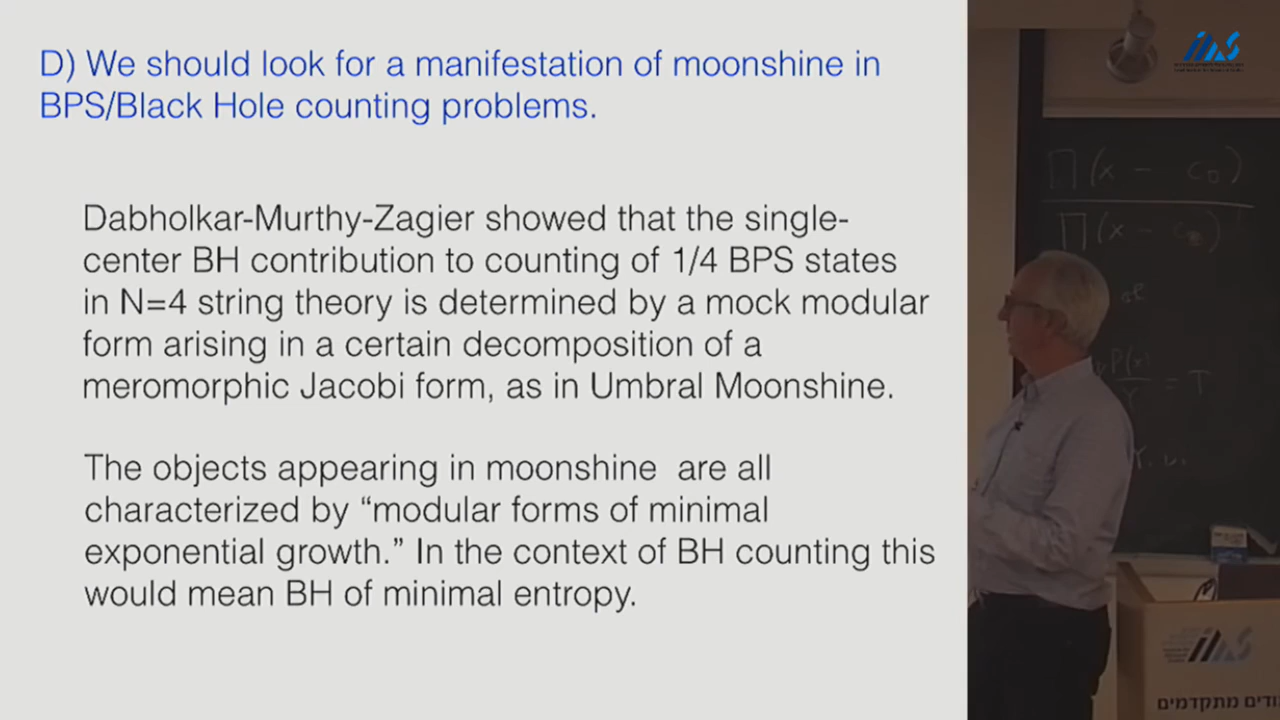 D) We should look for a manifestation of moonshine in
BPS/Black Hole counting problems.
Dabholkar-Murthy-Zagier showed that the single-
center BH contribution to counting of 1/4 BPS states
in N=4 string theory is determined by a mock modular
form arising in a certain decomposition of a
meromorphic Jacobi form, as in Umbral Moonshine.
The objects appearing in moonshine are all
characterized by “modular forms of minimal
exponential growth.” In the context of BH counting this
would mean BH of minimal entropy.
∏(x -
∏(x -
P(x)
= T